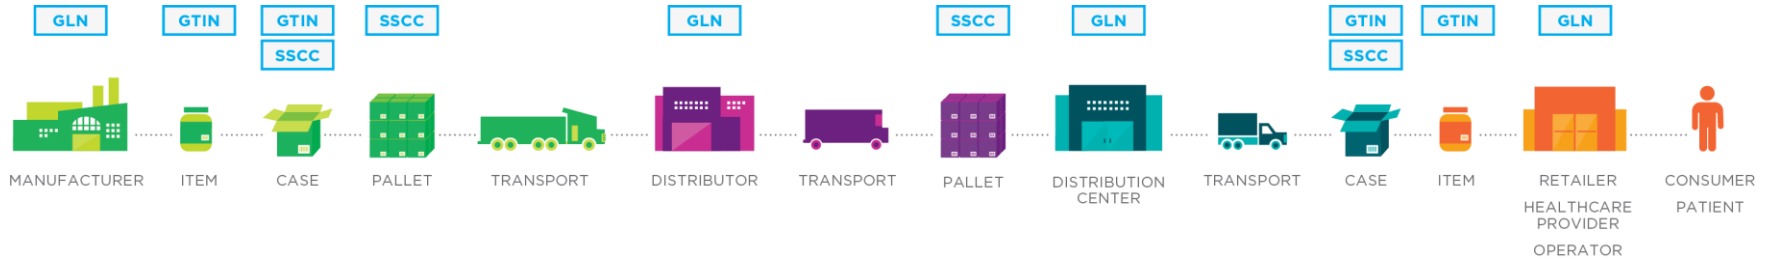 GLN GTIN GTIN SSCC GLN SSCC GLN GTIN GTIN GLN
SSCC SSCC
MANUFACTURER ITEM CASE PALLET TRANSPORT DISTRIBUTOR TRANSPORT PALLET DISTRIBUTION TRANSPORT CASE ITEM RETAILER CONSUMER
CENTER
HEALTHCARE PATIENT
PROVIDER
OPERATOR